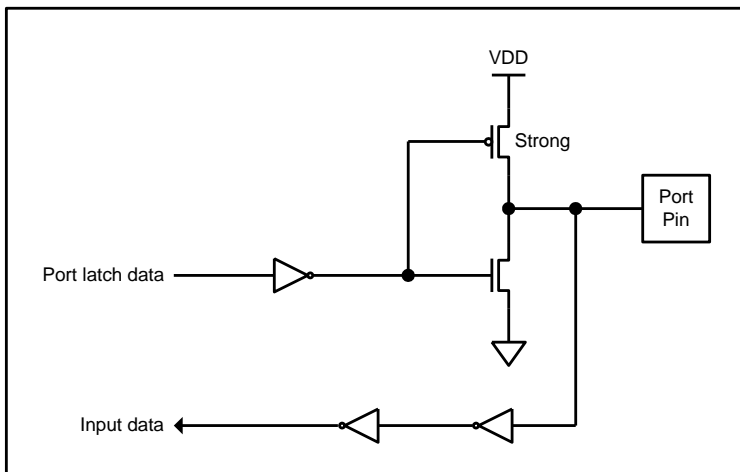 VDD
Strong
Port
Pin
Port latch data
Input data